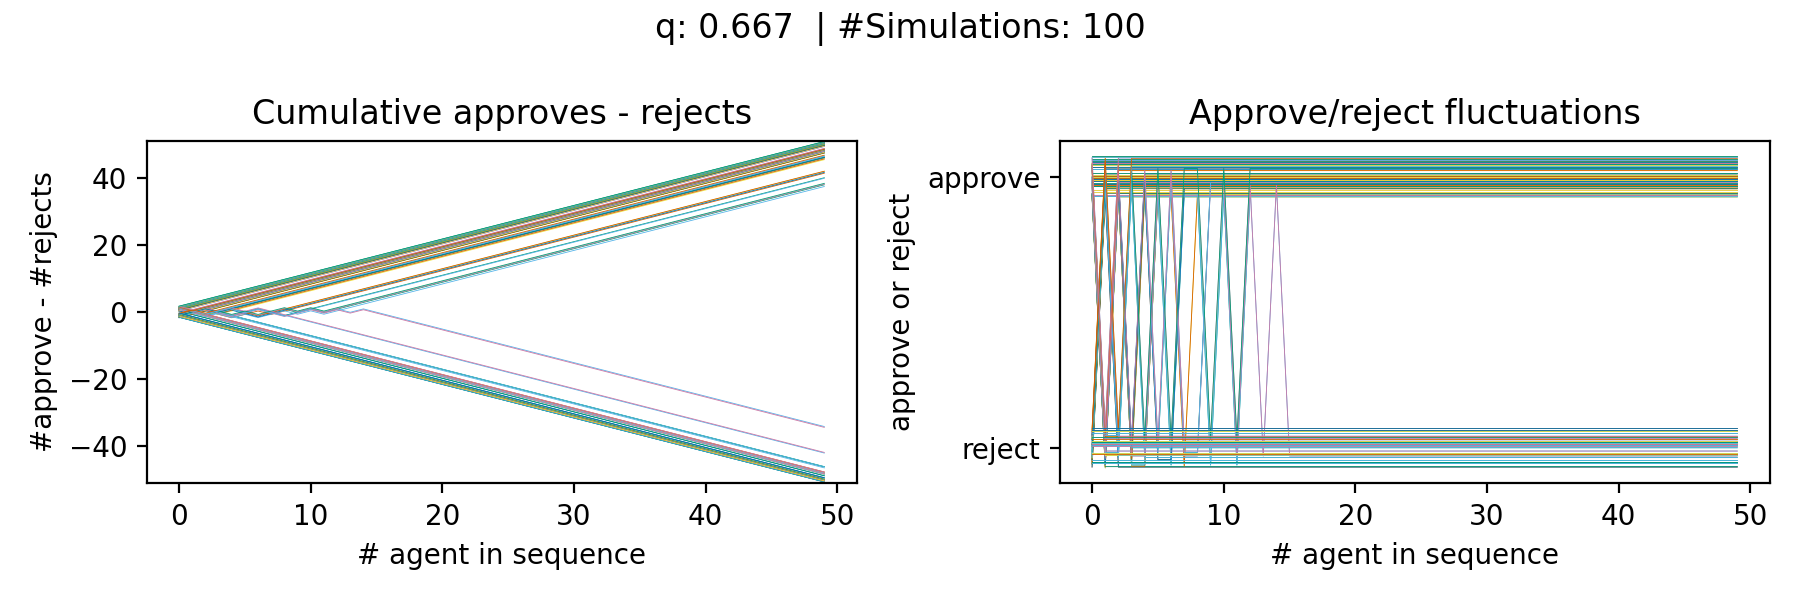 q: 0.667 | #Simulations: 100
Cumulative approves - rejects
#approve - #rejects
40
20
0
−20
−40
0 10 20 30 40 50
# agent in sequence
Approve/reject fluctuations
approve or reject
approve
reject
0 10 20 30 40 50
# agent in sequence